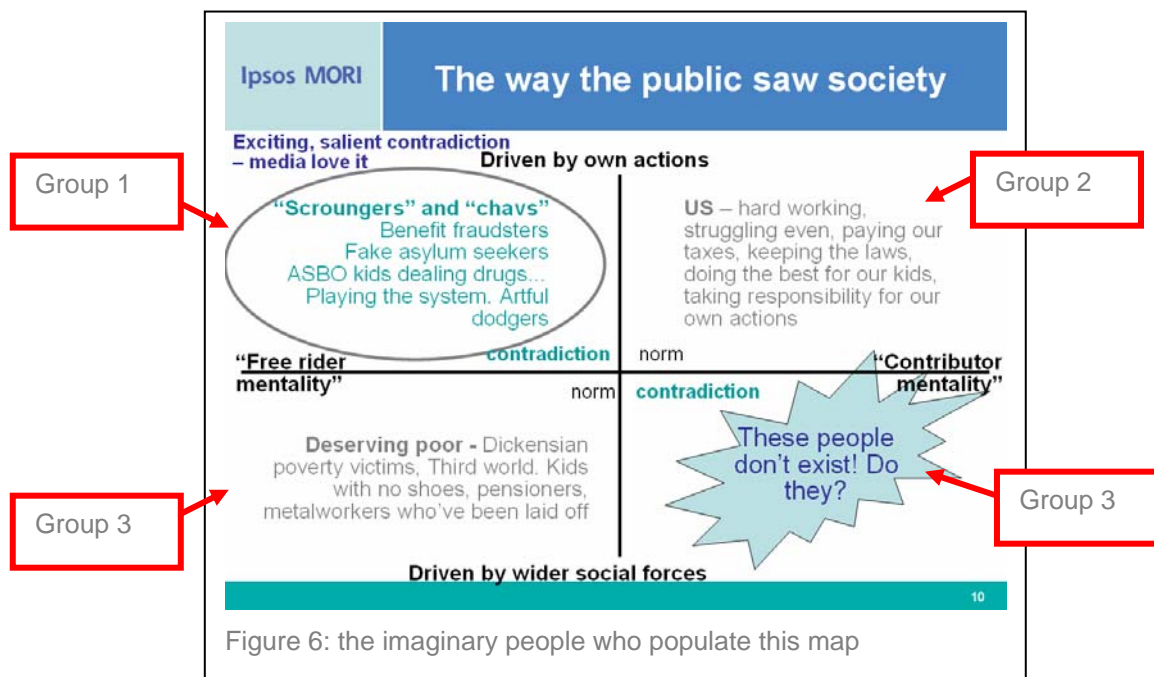 Ipsos MORI
The way the public saw society
Exciting, salient contradiction
– media love it
Driven by own actions
Group 1
Group 2
“Scroungers” and “chavs”
Benefit fraudsters
Fake asylum seekers
ASBO kids dealing drugs...
Playing the system. Artful
dodgers
US – hard working,
struggling even, paying our
taxes, keeping the laws,
doing the best for our kids,
taking responsibility for our
own actions
contradiction
norm
“Free rider
mentality”
“Contributor
mentality”
norm
contradiction
Deserving poor - Dickensian
poverty victims, Third world. Kids
with no shoes, pensioners,
metalworkers who’ve been laid off
These people
don’t exist! Do
they?
Group 3
Group 3
Driven by wider social forces
10
Figure 6: the imaginary people who populate this map